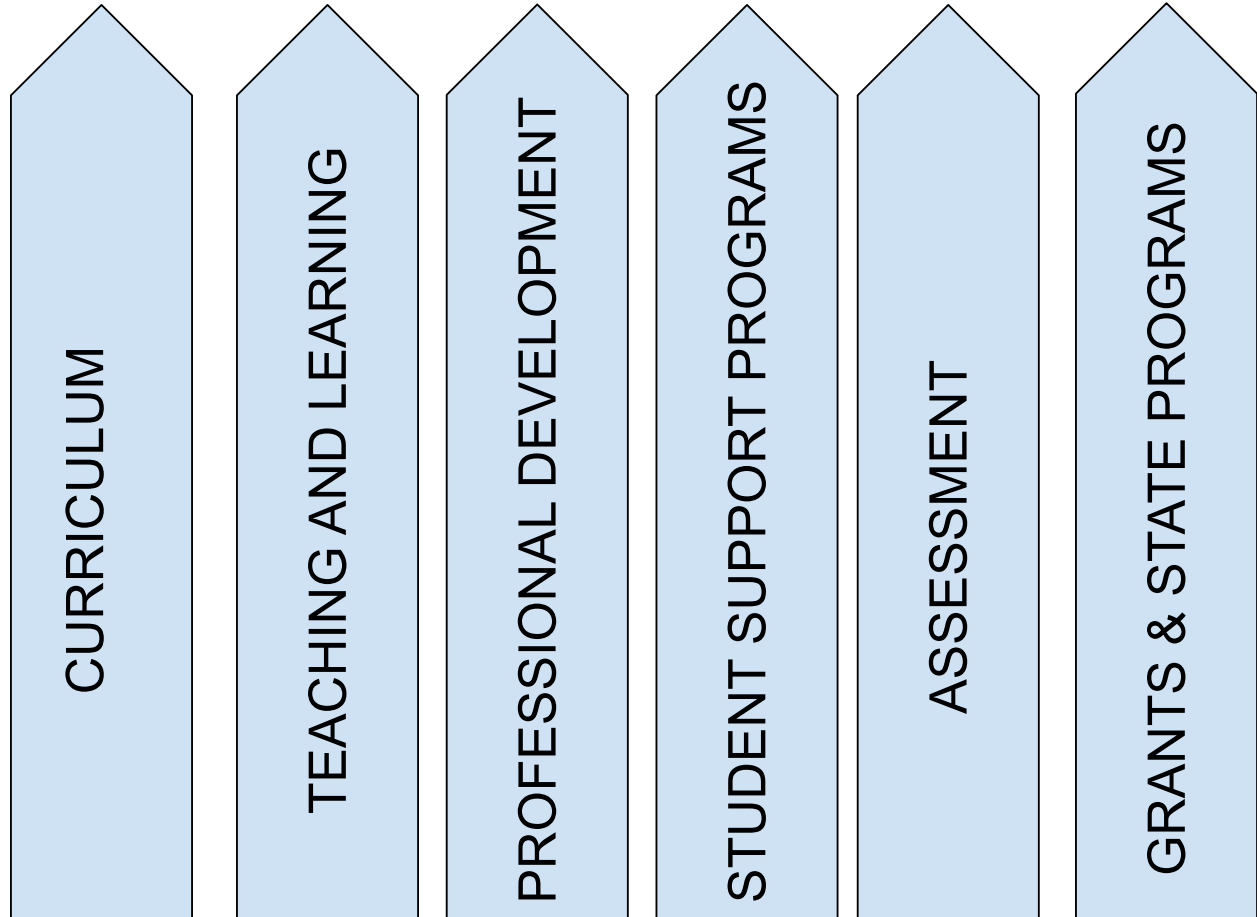 CURRICULUM
TEACHING AND LEARNING
PROFESSIONAL DEVELOPMENT
STUDENT SUPPORT PROGRAMS
ASSESSMENT
GRANTS & STATE PROGRAMS